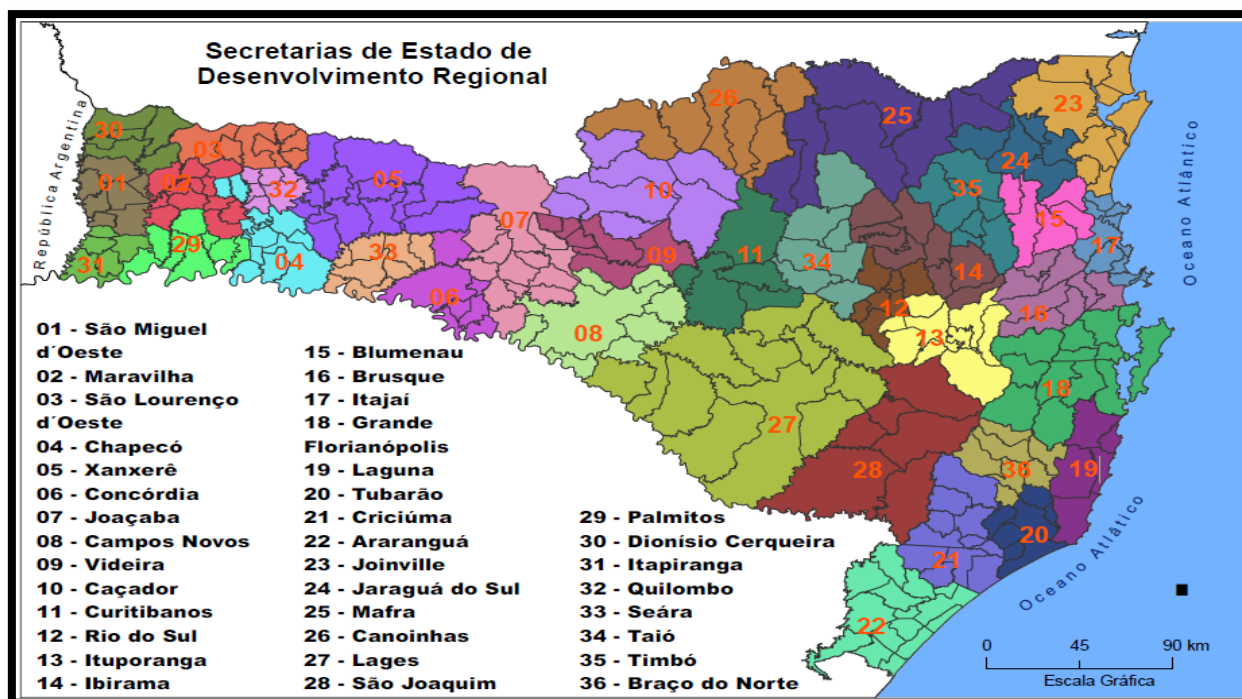 Secretarias de Estado de
Desenvolvimento Regional
República Argentina
Oceano Atlântico
Oceano Atlático
30
03
01
02
32
05
29
31
04
33
07
06
26
25
23
24
10
35
15
17
09
11
34
14
12
13
16
08
18
27
28
36
19
20
21
22
01 - São Miguel
d´Oeste
02 - Maravilha
03 - São Lourenço
d´Oeste
04 - Chapecó
05 - Xanxerê
06 - Concórdia
07 - Joaçaba
08 - Campos Novos
09 - Videira
10 - Caçador
11 - Curitibanos
12 - Rio do Sul
13 - Ituporanga
14 - Ibirama
15 - Blumenau
16 - Brusque
17 - Itajaí
18 - Grande
Florianópolis
19 - Laguna
20 - Tubarão
21 - Criciúma
22 - Araranguá
23 - Joinville
24 - Jaraguá do Sul
25 - Mafra
26 - Canoinhas
27 - Lages
28 - São Joaquim
29 - Palmitos
30 - Dionísio Cerqueira
31 - Itapiranga
32 - Quilombo
33 - Seára
34 - Taió
35 - Timbó
36 - Braço do Norte
0 45 90 km
Escala Gráfica